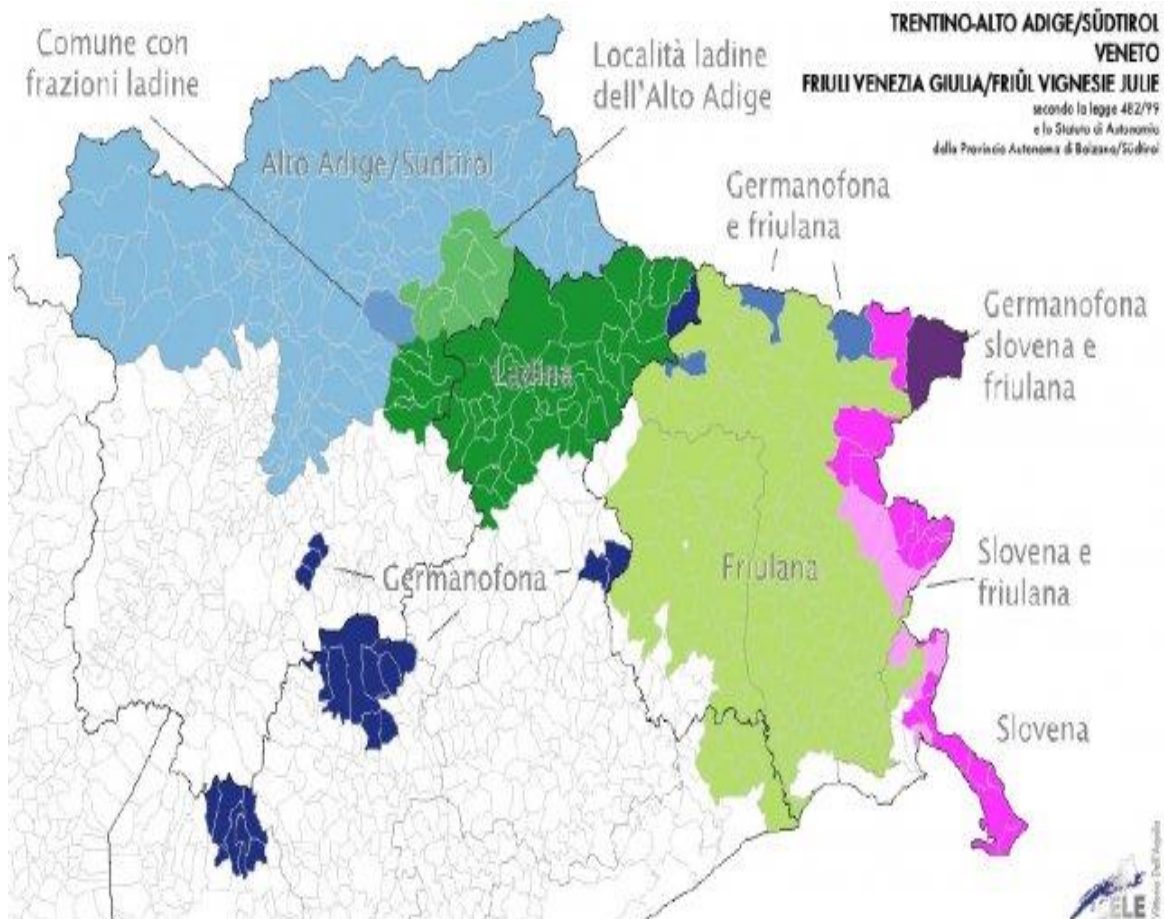 TRENTINO-ALTO ADIGE/SÜDTIROL
VENETO
FRIULI VENEZIA GIULIA/FRIÛL VIGNESIE JULIE
secondo la legge 482/99
e lo Statuto di Autonomia
della Provincia Autonoma di Bolzano/Südtirol
Comune con
frazioni ladine
Località ladine
dell'Alto Adige
Alto Adige/Südtirol
Germanofona
e friulana
Germanofona
slovena e
friulana
Ladina
Germanofona
Friulana
Slovena e
friulana
Slovena